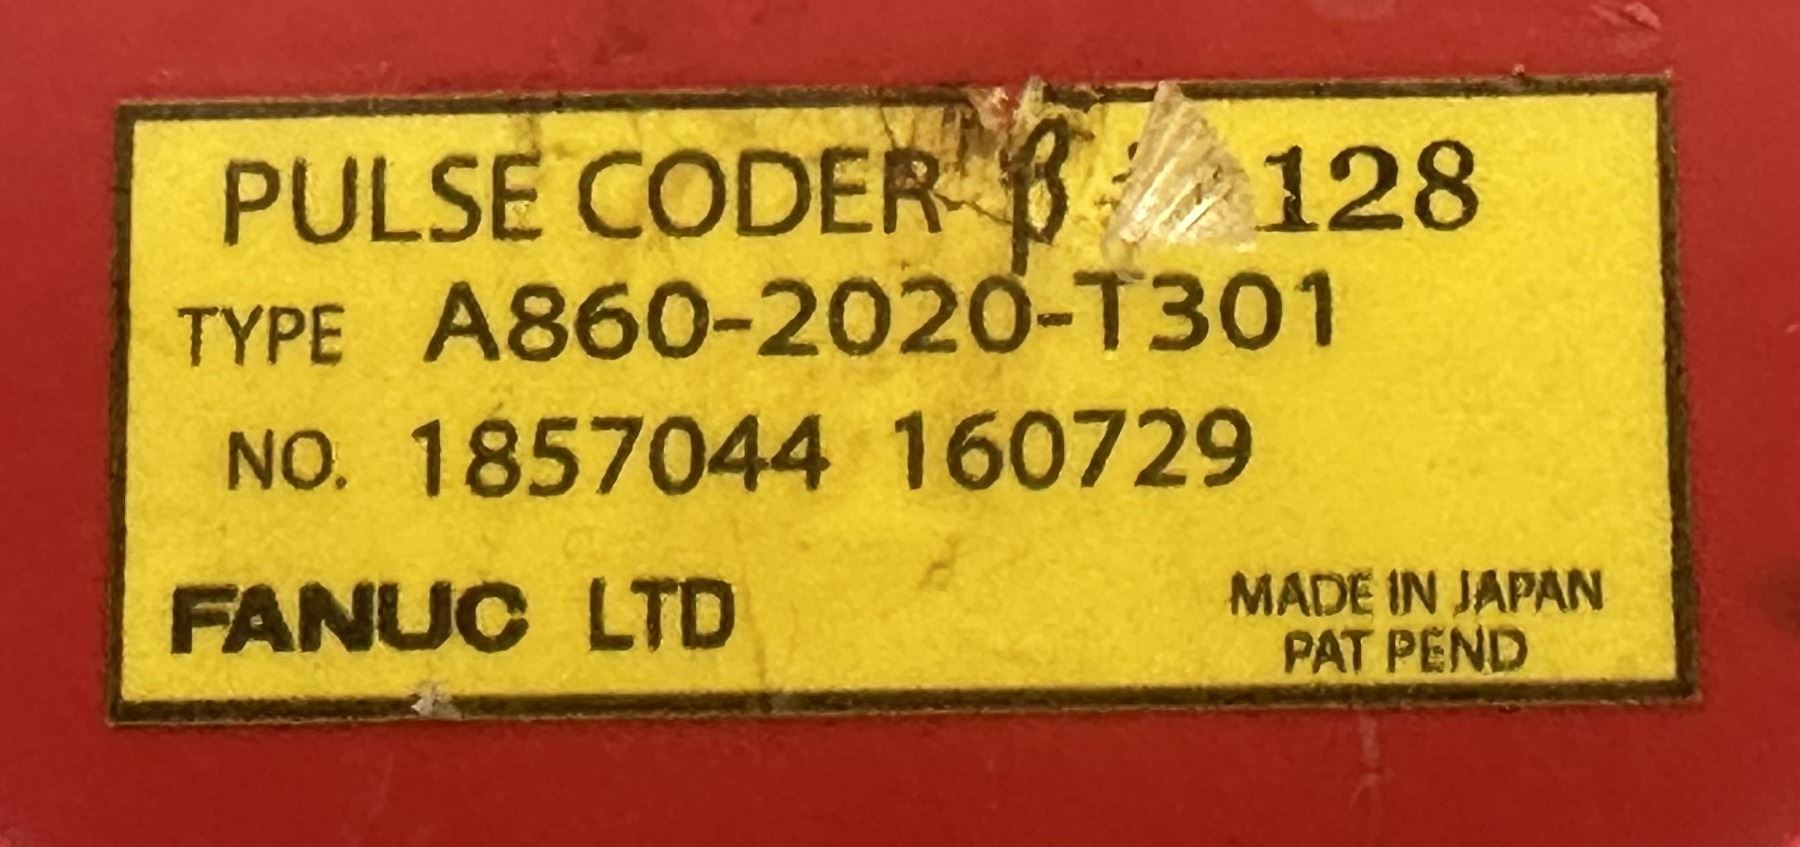 PULSE CODER β 128
TYPE A860-2020-T301
NO. 1857044 160729
FANUC LTD
MADE IN JAPAN
PAT PEND